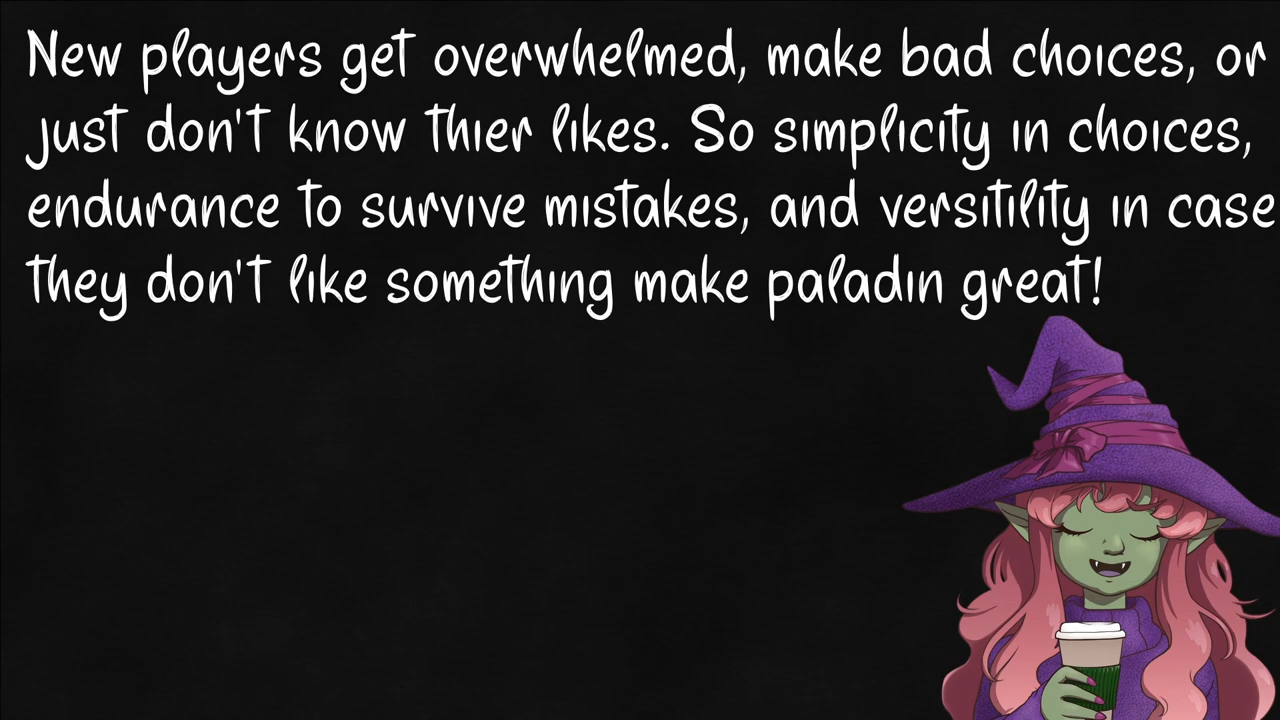 New players get overwhelmed, make bad choices, or
just don't know thier likes. So simplicity in choices,
endurance to survive mistakes, and versitility in case
they don't like something make paladin great!